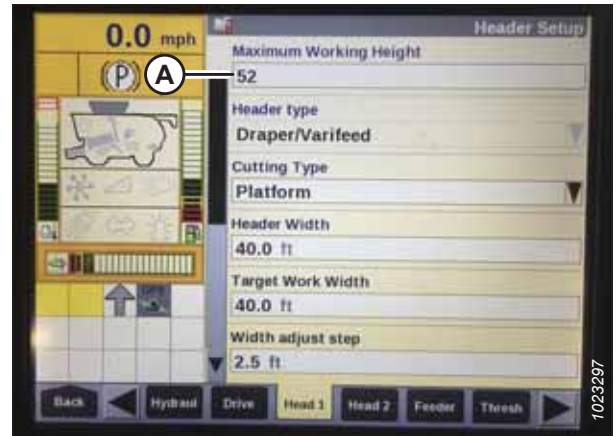 0.0 mph
Header Setup
Maximum Working Height
(P)
A
52
Header type
Draper/Varifeed
Cutting Type
Platform
Header Width
40.0 ft
Target Work Width
40.0 ft
Width adjust step
2.5 ft
Back
Hydraul
Drive
Head 1
Head 2
Feeder
Thresh
1023297